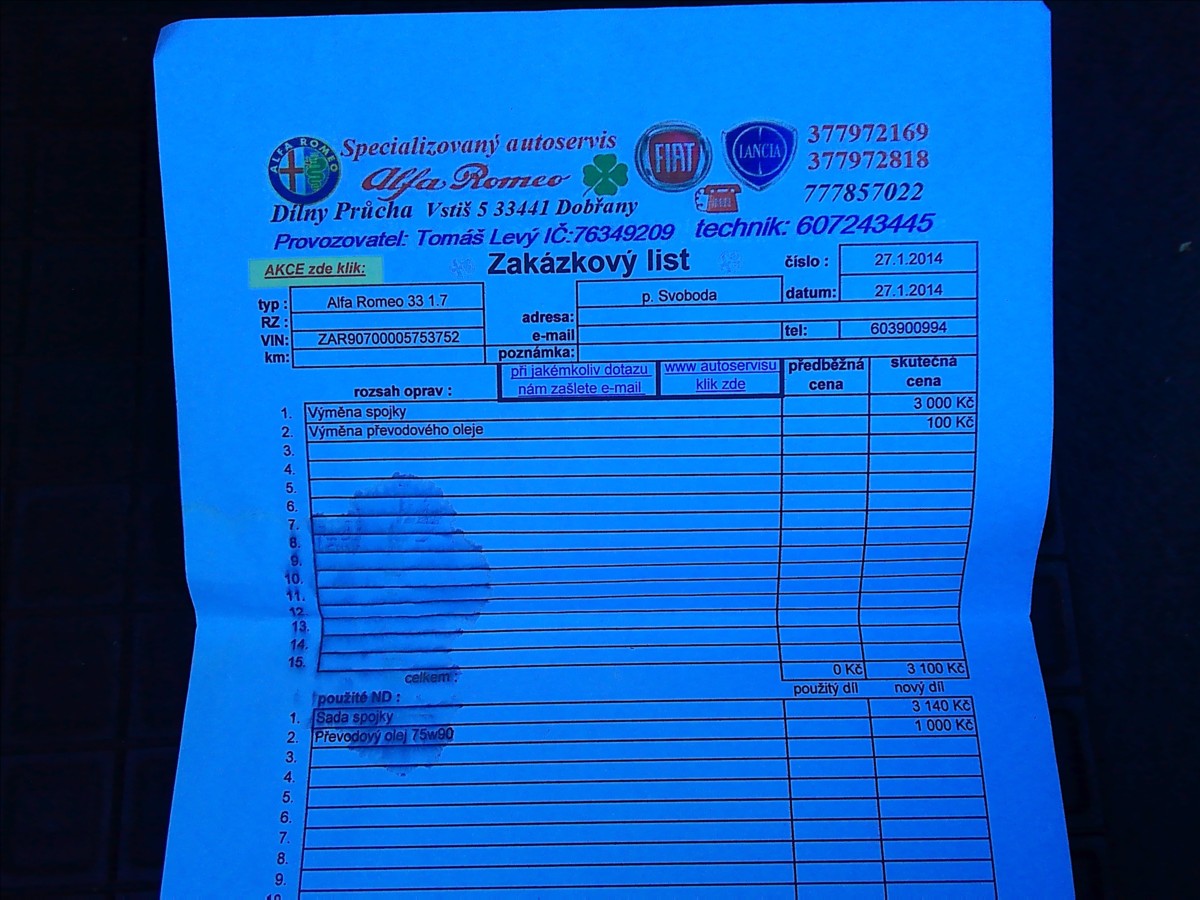 ALFA ROMEO
Specializovaný autoservis
Alfa Romeo
FIAT
LANCIA
377972169
377972818
777857022
Dílny Průcha Vstiš 5 33441 Dobřany
Provozovatel: Tomáš Levý IČ:76349209 technik: 607243445
AKCE zde klik:
Zakázkový list
číslo : 27.1.2014
typ : Alfa Romeo 33 1.7 p. Svoboda datum: 27.1.2014
RZ : adresa:
VIN: ZAR90700005753752 e-mail tel: 603900994
km: poznámka:
rozsah oprav : při jakémkoliv dotazu nám zašlete e-mail www autoservisu klik zde předběžná cena skutečná cena
1. Výměna spojky 3 000 Kč
2. Výměna převodového oleje 100 Kč
3.
4.
5.
6.
7.
8.
9.
10.
11.
12.
13.
14.
15.
celkem : 0 Kč 3 100 Kč
použité ND : použitý díl nový díl
1. Sada spojky 3 140 Kč
2. Převodový olej 75w90 1 000 Kč
3.
4.
5.
6.
7.
8.
9.